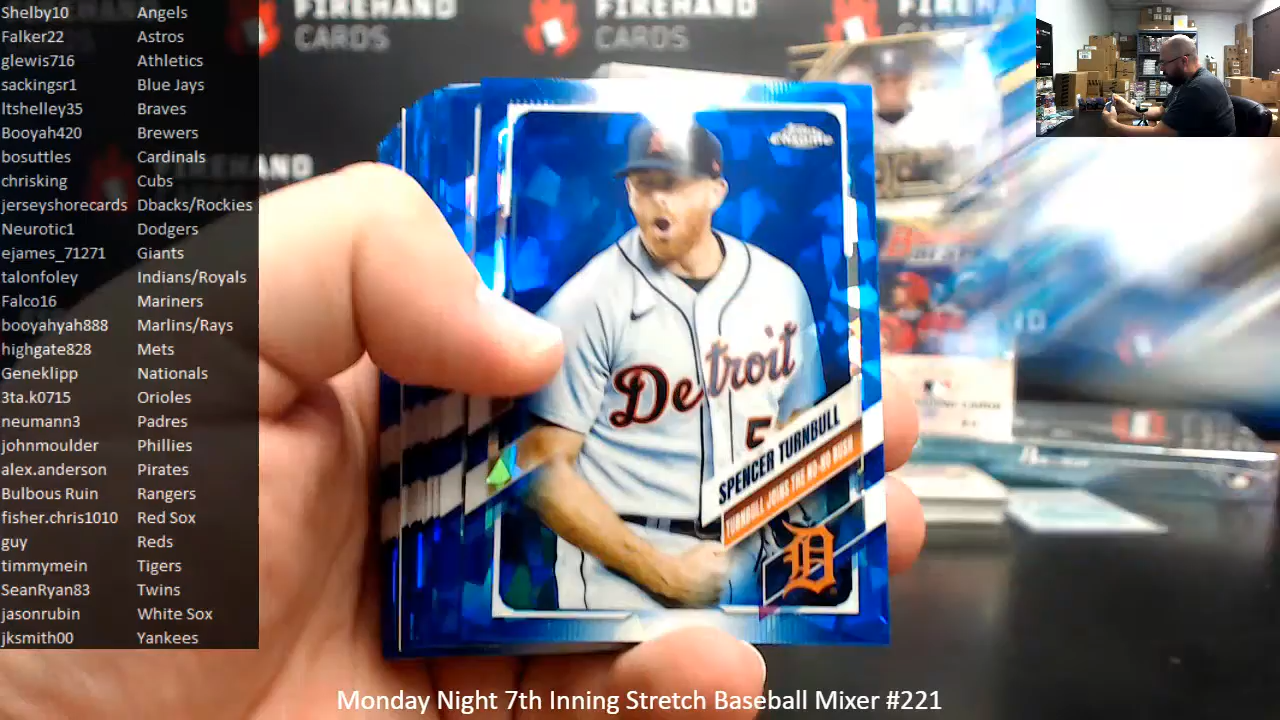 Shelby10 Angels
Falker22 Astros
glewis716 Athletics
sackingsr1 Blue Jays
ltshelley35 Braves
Booyah420 Brewers
bosuttles Cardinals
chrisking Cubs
jerseyshorecards Dbacks/Rockies
Neurotic1 Dodgers
ejames_71271 Giants
talonfoley Indians/Royals
Falco16 Mariners
booyahyah888 Marlins/Rays
highgate828 Mets
Geneklipp Nationals
3ta.k0715 Orioles
neumann3 Padres
johnmoulder Phillies
alex.anderson Pirates
Bulbous Ruin Rangers
fisher.chris1010 Red Sox
guy Reds
timmymein Tigers
SeanRyan83 Twins
jasonrubin White Sox
jksmith00 Yankees
FIREHAND CARDS
FIREHAND CARDS
Chrome
Detroit
5
SPENCER TURNBULL
TURNBULL JOINS THE NO-NO RUSH
D
Monday Night 7th Inning Stretch Baseball Mixer #221